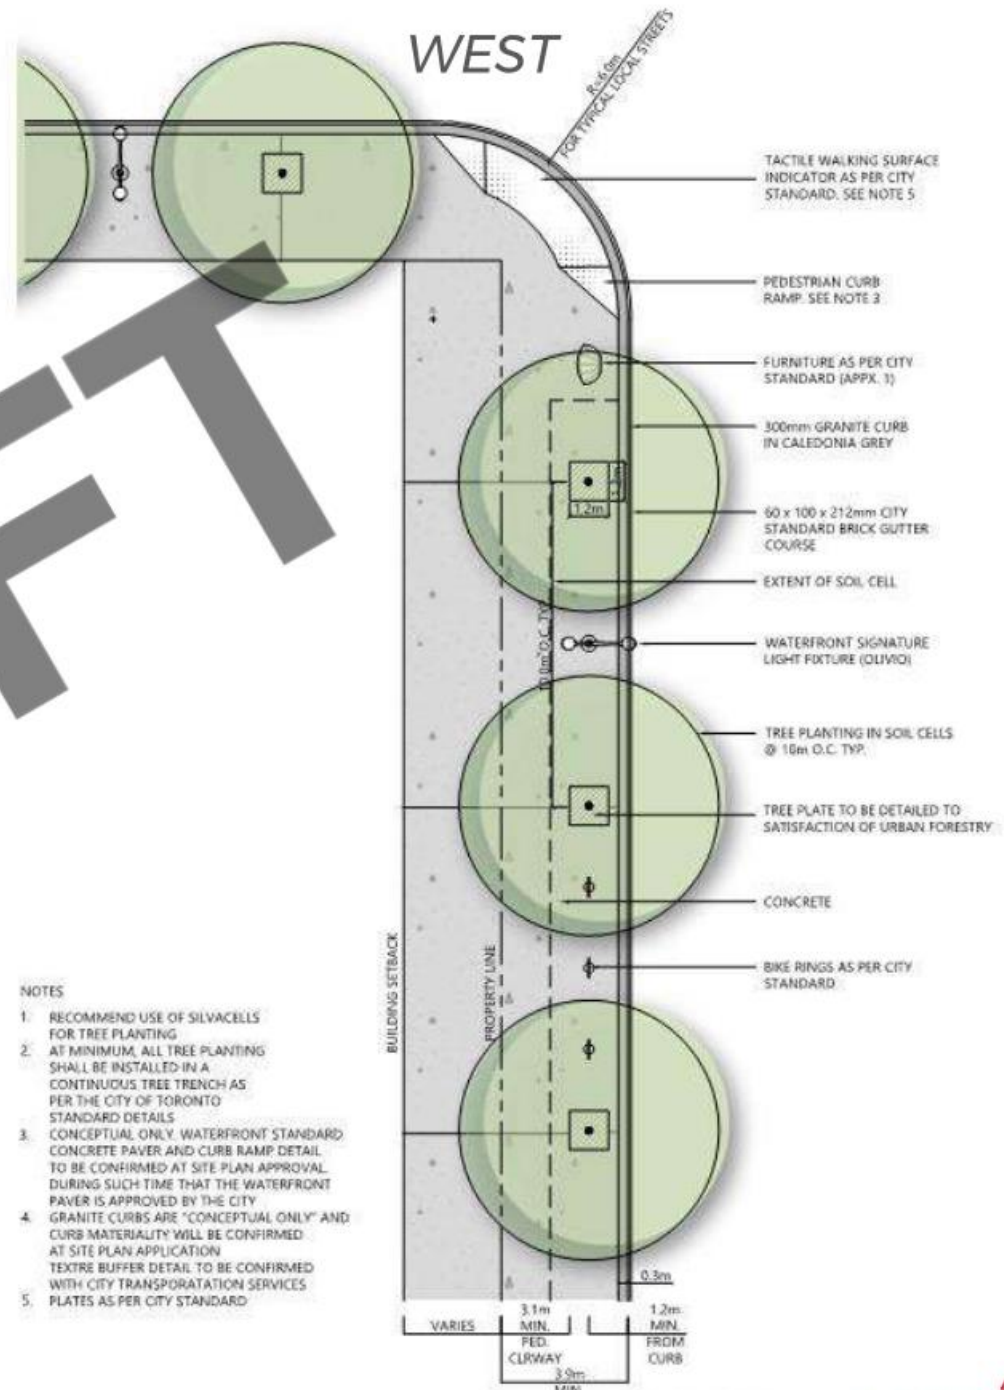 WEST
R=6.0m
FOR TYPICAL LOCAL STREETS
TACTILE WALKING SURFACE
INDICATOR AS PER CITY
STANDARD. SEE NOTE 5
PEDESTRIAN CURB
RAMP. SEE NOTE 3
FURNITURE AS PER CITY
STANDARD (APPX. 1)
300mm GRANITE CURB
IN CALEDONIA GREY
1.2m
60 x 100 x 212mm CITY
STANDARD BRICK GUTTER
COURSE
EXTENT OF SOIL CELL
WATERFRONT SIGNATURE
LIGHT FIXTURE (OLIVIO)
TREE PLANTING IN SOIL CELLS
@ 10m O.C. TYP.
TREE PLATE TO BE DETAILED TO
SATISFACTION OF URBAN FORESTRY
CONCRETE
BIKE RINGS AS PER CITY
STANDARD
BUILDING SETBACK
PROPERTY LINE
FT
NOTES
1. RECOMMEND USE OF SILVACELLS
FOR TREE PLANTING
2. AT MINIMUM, ALL TREE PLANTING
SHALL BE INSTALLED IN A
CONTINUOUS TREE TRENCH AS
PER THE CITY OF TORONTO
STANDARD DETAILS
3. CONCEPTUAL ONLY. WATERFRONT STANDARD
CONCRETE PAVER AND CURB RAMP DETAIL
TO BE CONFIRMED AT SITE PLAN APPROVAL.
DURING SUCH TIME THAT THE WATERFRONT
PAVER IS APPROVED BY THE CITY
4. GRANITE CURBS ARE "CONCEPTUAL ONLY" AND
CURB MATERIALITY WILL BE CONFIRMED
AT SITE PLAN APPLICATION
TEXTRE BUFFER DETAIL TO BE CONFIRMED
WITH CITY TRANSPORATATION SERVICES
5. PLATES AS PER CITY STANDARD
0.3m
VARIES
3.1m
MIN.
PED.
CLRWAY
1.2m
MIN.
FROM
CURB
3.9m
MIN